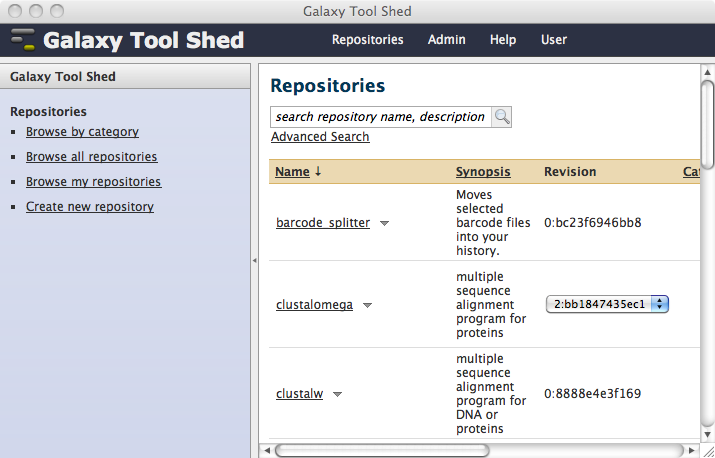 Galaxy Tool Shed
Galaxy Tool Shed Repositories Admin Help User
Galaxy Tool Shed
Repositories
Browse by category
Browse all repositories
Browse my repositories
Create new repository
Repositories
search repository name, description
Advanced Search
Name ↓ Synopsis Revision Cat
barcode_splitter
Moves
selected
barcode files
into your
history.
0:bc23f6946bb8
clustalomega
multiple
sequence
alignment
program for
proteins
2:bb1847435ec1
clustalw
multiple
sequence
alignment
program for
DNA or
proteins
0:8888e4e3f169